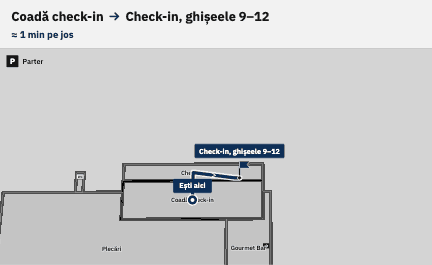 Coadă check-in → Check-in, ghișeele 9–12
≈ 1 min pe jos
P Parter
Check-in, ghișeele 9–12
Ești aici
Plecări
Gourmet Bar